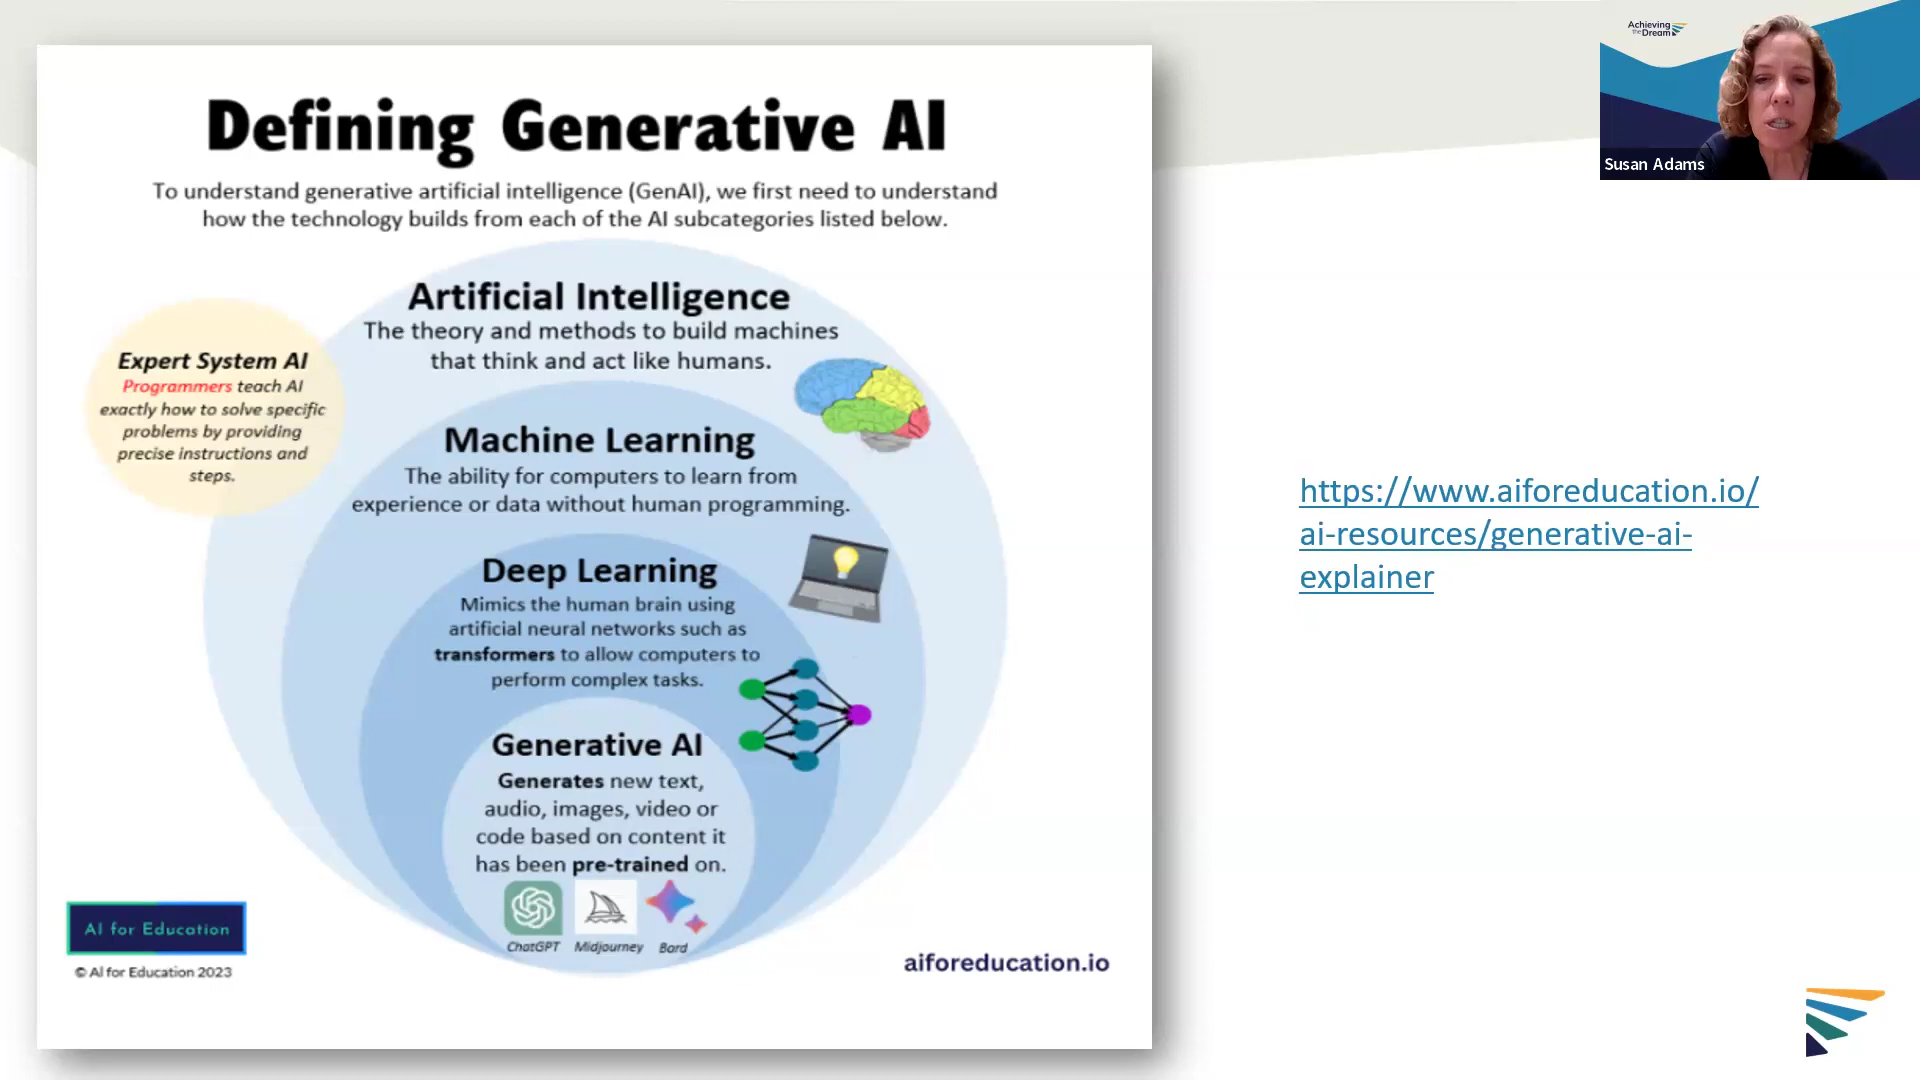 Defining Generative AI
To understand generative artificial intelligence (GenAI), we first need to understand
how the technology builds from each of the AI subcategories listed below.
Artificial Intelligence
The theory and methods to build machines
that think and act like humans.
Expert System AI
Programmers teach AI
exactly how to solve specific
problems by providing
precise instructions and
steps.
Machine Learning
The ability for computers to learn from
experience or data without human programming.
Deep Learning
Mimics the human brain using
artificial neural networks such as
transformers to allow computers to
perform complex tasks.
Generative AI
Generates new text,
audio, images, video or
code based on content it
has been pre-trained on.
ChatGPT Midjourney Bard
AI for Education
© AI for Education 2023
aiforeducation.io
https://www.aiforeducation.io/
ai-resources/generative-ai-
explainer
Achieving
the Dream
Susan Adams